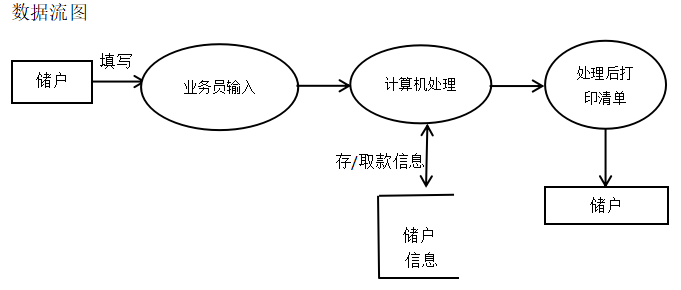 数据流图
填写
储户
业务员输入
计算机处理
处理后打
印清单
存/取款信息
储户
储户
信息